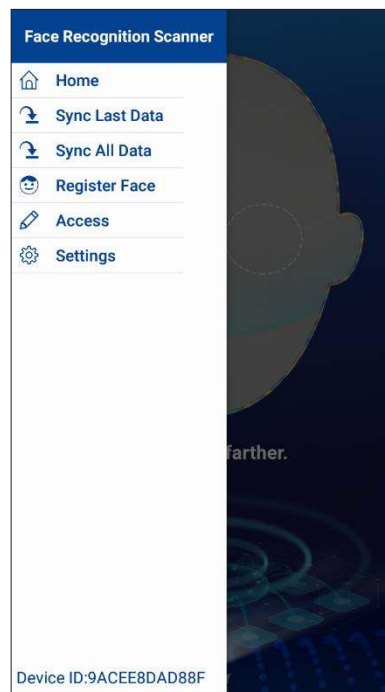 Face Recognition Scanner
Home
Sync Last Data
Sync All Data
Register Face
Access
Settings
farther.
Device ID:9ACEE8DAD88F